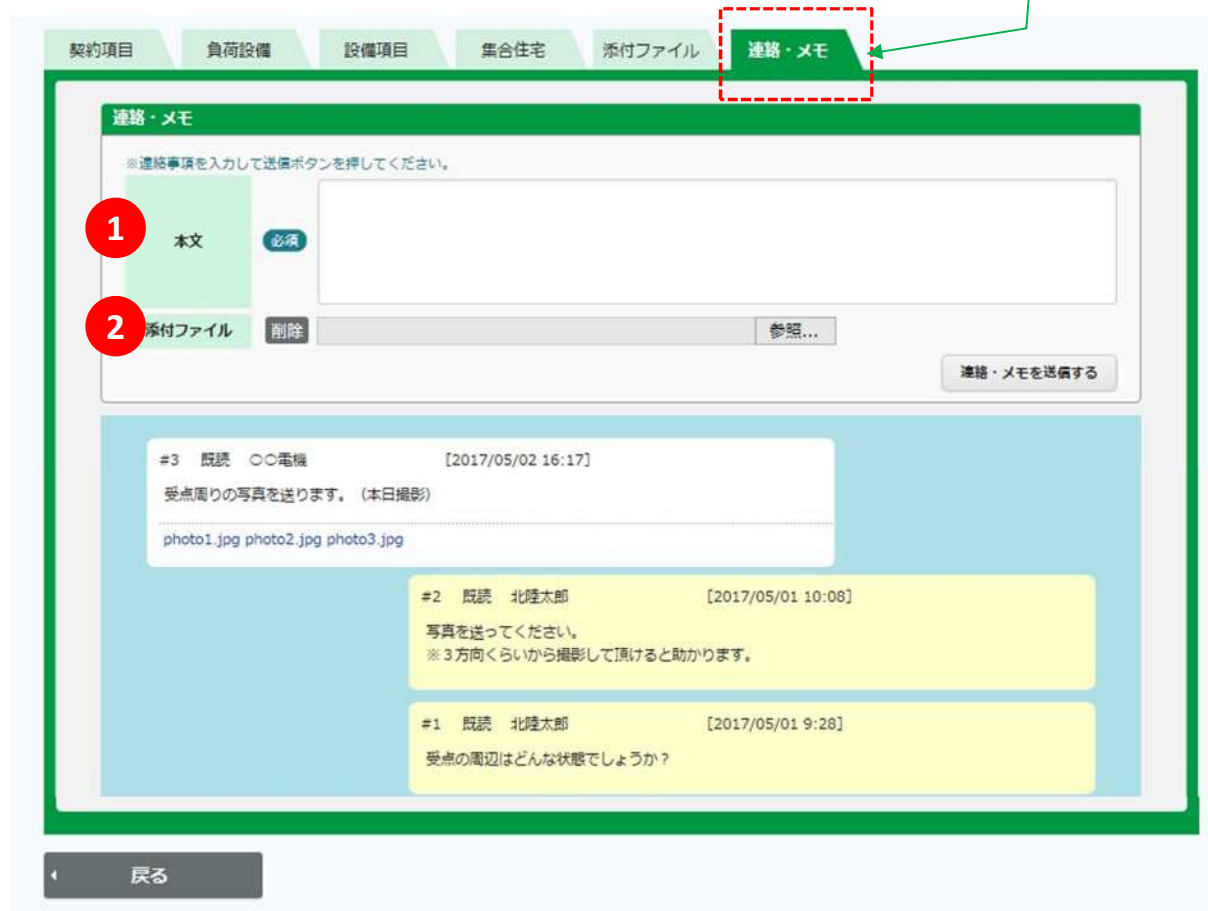 契約項目 負荷設備 設備項目 集合住宅 添付ファイル 連絡・メモ
連絡・メモ
※連絡事項を入力して送信ボタンを押してください。
1 本文 必須
2 添付ファイル 削除 参照...
連絡・メモを送信する
#3 既読 〇〇電機 [2017/05/02 16:17]
受点周りの写真を送ります。（本日撮影）
photo1.jpg photo2.jpg photo3.jpg
#2 既読 北陸太郎 [2017/05/01 10:08]
写真を送ってください。
※３方向くらいから撮影して頂けると助かります。
#1 既読 北陸太郎 [2017/05/01 9:28]
受点の周辺はどんな状態でしょうか？
戻る